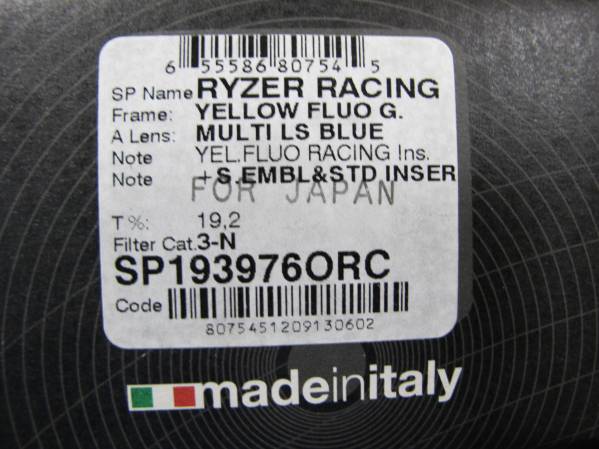 6 55586 80754 5
SP Name RYZER RACING
Frame: YELLOW FLUO G.
A Lens: MULTI LS BLUE
Note YEL.FLUO RACING Ins.
Note +S.EMBL&STD INSER
FOR JAPAN
T%: 19,2
Filter Cat. 3-N
SP193976ORC
Code
8075451209130602
madeinitaly